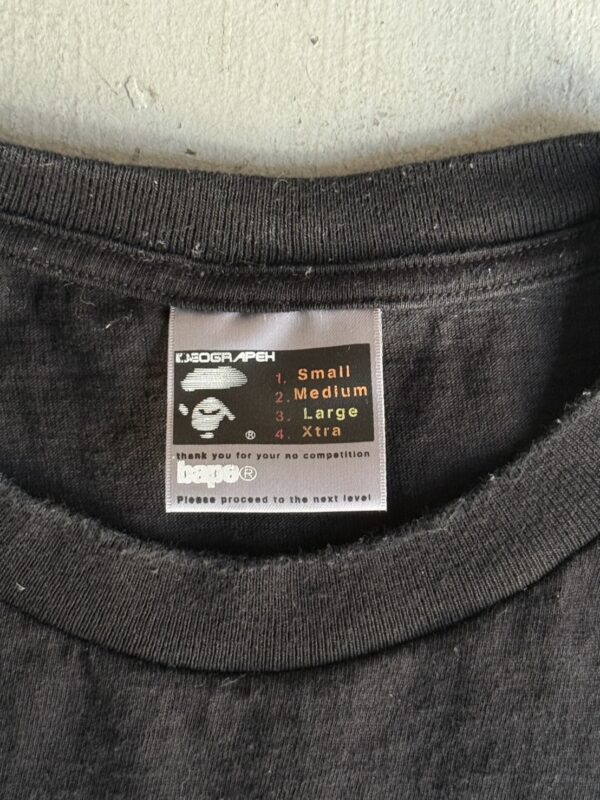 NEOGRAPEH
1. Small
2. Medium
3. Large
4. Xtra
®
thank you for your no competition
bape®
Please proceed to the next level